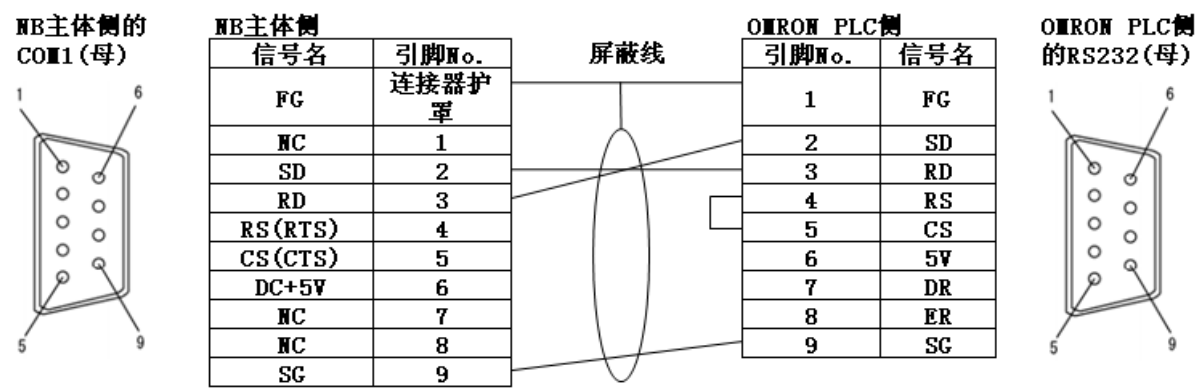 NB主体侧的
COM1(母)
1
6
5
9
NB主体侧
信号名 引脚No.
FG 连接器护
罩
NC 1
SD 2
RD 3
RS(RTS) 4
CS(CTS) 5
DC+5V 6
NC 7
NC 8
SG 9
屏蔽线
OMRON PLC侧
引脚No. 信号名
1 FG
2 SD
3 RD
4 RS
5 CS
6 5V
7 DR
8 ER
9 SG
OMRON PLC侧
的RS232(母)
1
6
5
9